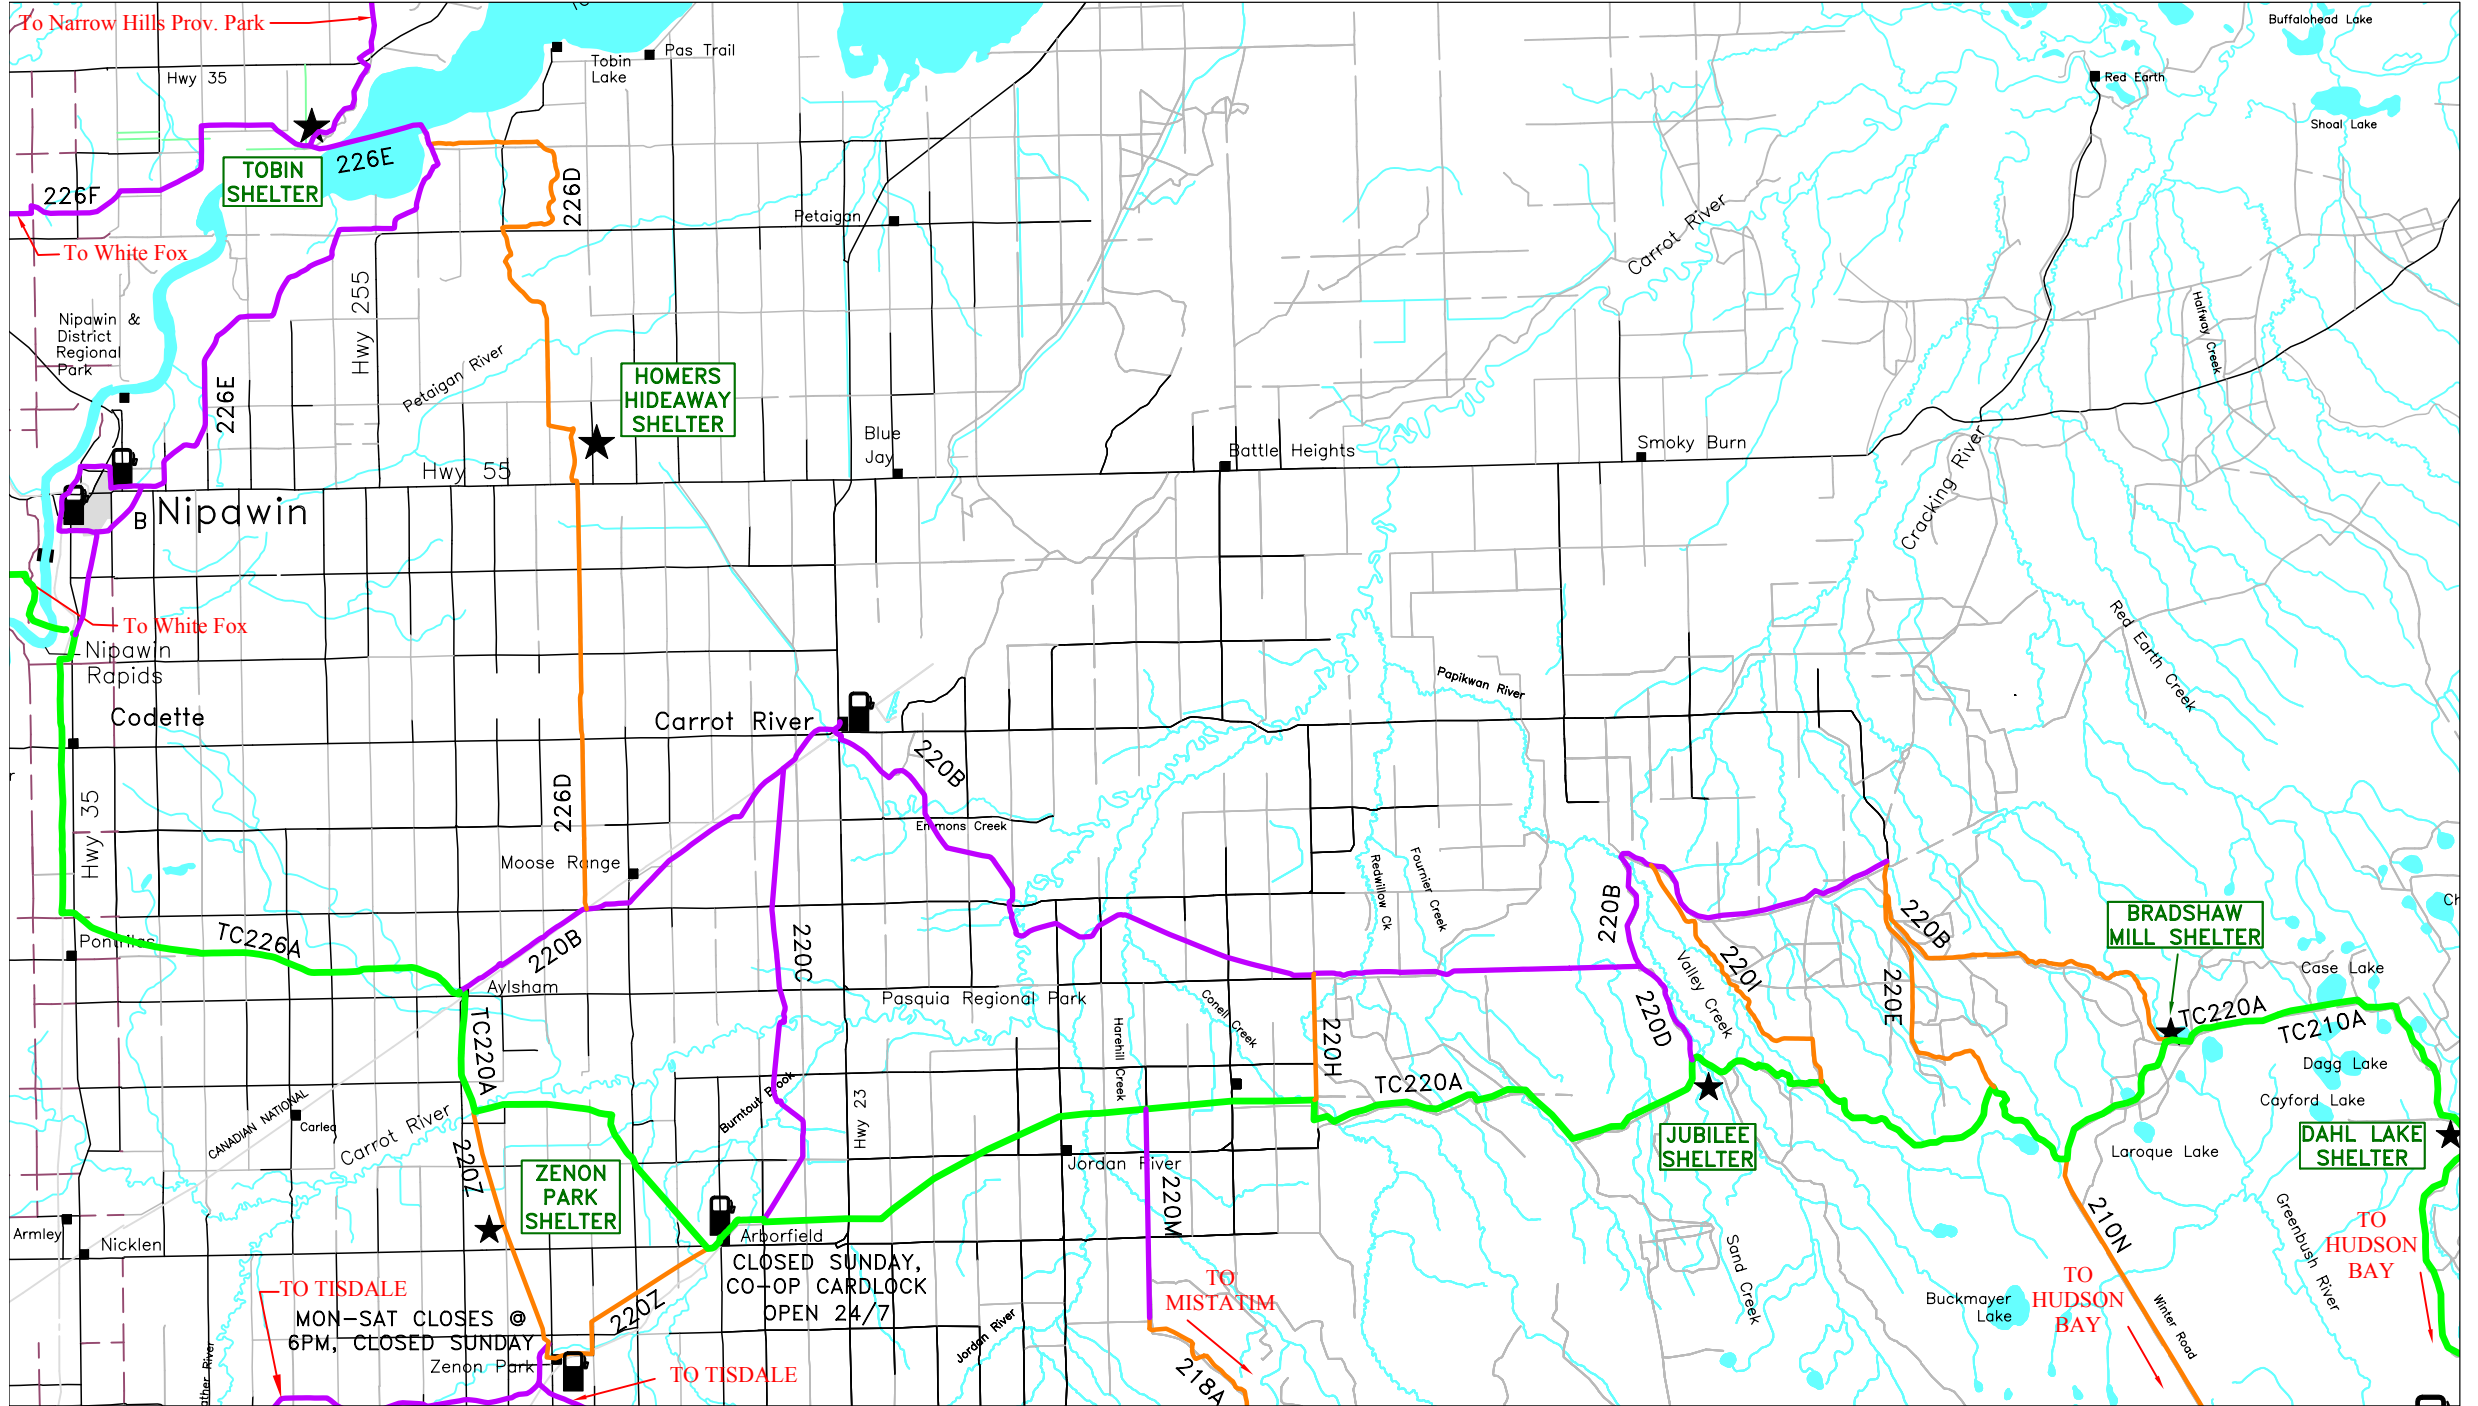 To Narrow Hills Prov. Park
Hwy 35
Tobin
Lake
Pas Trail
Buffalohead Lake
Red Earth
Shoal Lake
TOBIN
SHELTER
226E
226F
226D
To White Fox
Petaigan
Carrot River
Hwy 255
Nipawin &
District
Regional
Park
Petaigan River
226E
HOMERS
HIDEAWAY
SHELTER
Halfway Creek
Blue
Jay
Battle Heights
Smoky Burn
Hwy 55
Cracking River
B
Nipawin
To White Fox
Nipawin
Rapids
Papikwan River
Red Earth Creek
Codette
Carrot River
220B
Hwy 35
226D
Emmons Creek
Moose Range
Redwillow Ck
Fournier Creek
220B
220B
BRADSHAW
MILL SHELTER
Pontrilas
TC226A
220B
220C
Valley Creek
220I
220E
Case Lake
Aylsham
Pasquia Regional Park
Conell Creek
220D
TC220A
TC210A
TC220A
Harehill Creek
220H
TC220A
Dagg Lake
Burntout Brook
Hwy 23
CANADIAN NATIONAL
Carlea
Carrot River
Cayford Lake
JUBILEE
SHELTER
DAHL LAKE
SHELTER
Laroque Lake
Jordan River
220Z
ZENON
PARK
SHELTER
220M
Armley
Nicklen
Arborfield
CLOSED SUNDAY,
CO-OP CARDLOCK
OPEN 24/7
210N
Greenbush River
TO
HUDSON
BAY
Sand Creek
TO TISDALE
MON-SAT CLOSES @
6PM, CLOSED SUNDAY
220Z
TO
MISTATIM
Buckmayer
Lake
TO
HUDSON
BAY
Winter Road
Jordan River
Zenon Park
TO TISDALE
218A